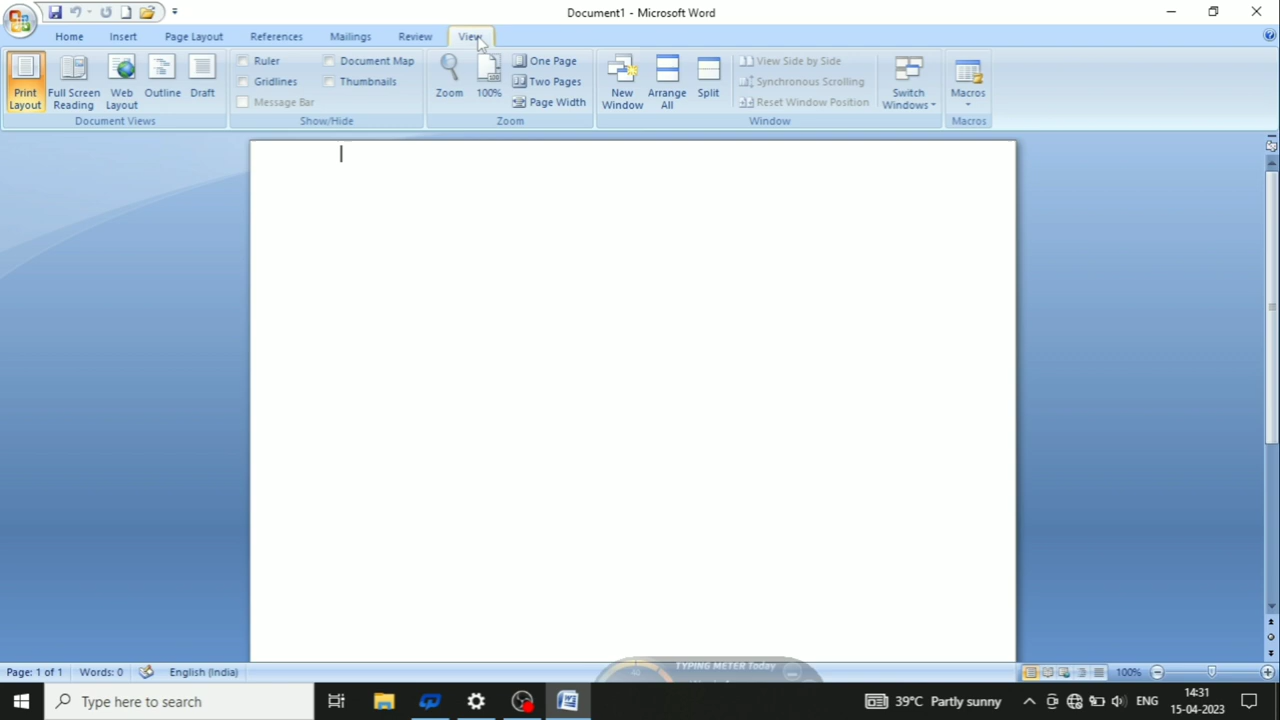 Document1 - Microsoft Word
Home Insert Page Layout References Mailings Review View
Print Layout
Full Screen Reading
Web Layout
Outline
Draft
Document Views
Ruler
Gridlines
Message Bar
Document Map
Thumbnails
Show/Hide
Zoom
100%
One Page
Two Pages
Page Width
Zoom
New Window
Arrange All
Split
View Side by Side
Synchronous Scrolling
Reset Window Position
Switch Windows
Window
Macros
Macros
TYPING METER Today
Page: 1 of 1 Words: 0 English (India) 100%
Type here to search
39°C Partly sunny
ENG
14:31
15-04-2023